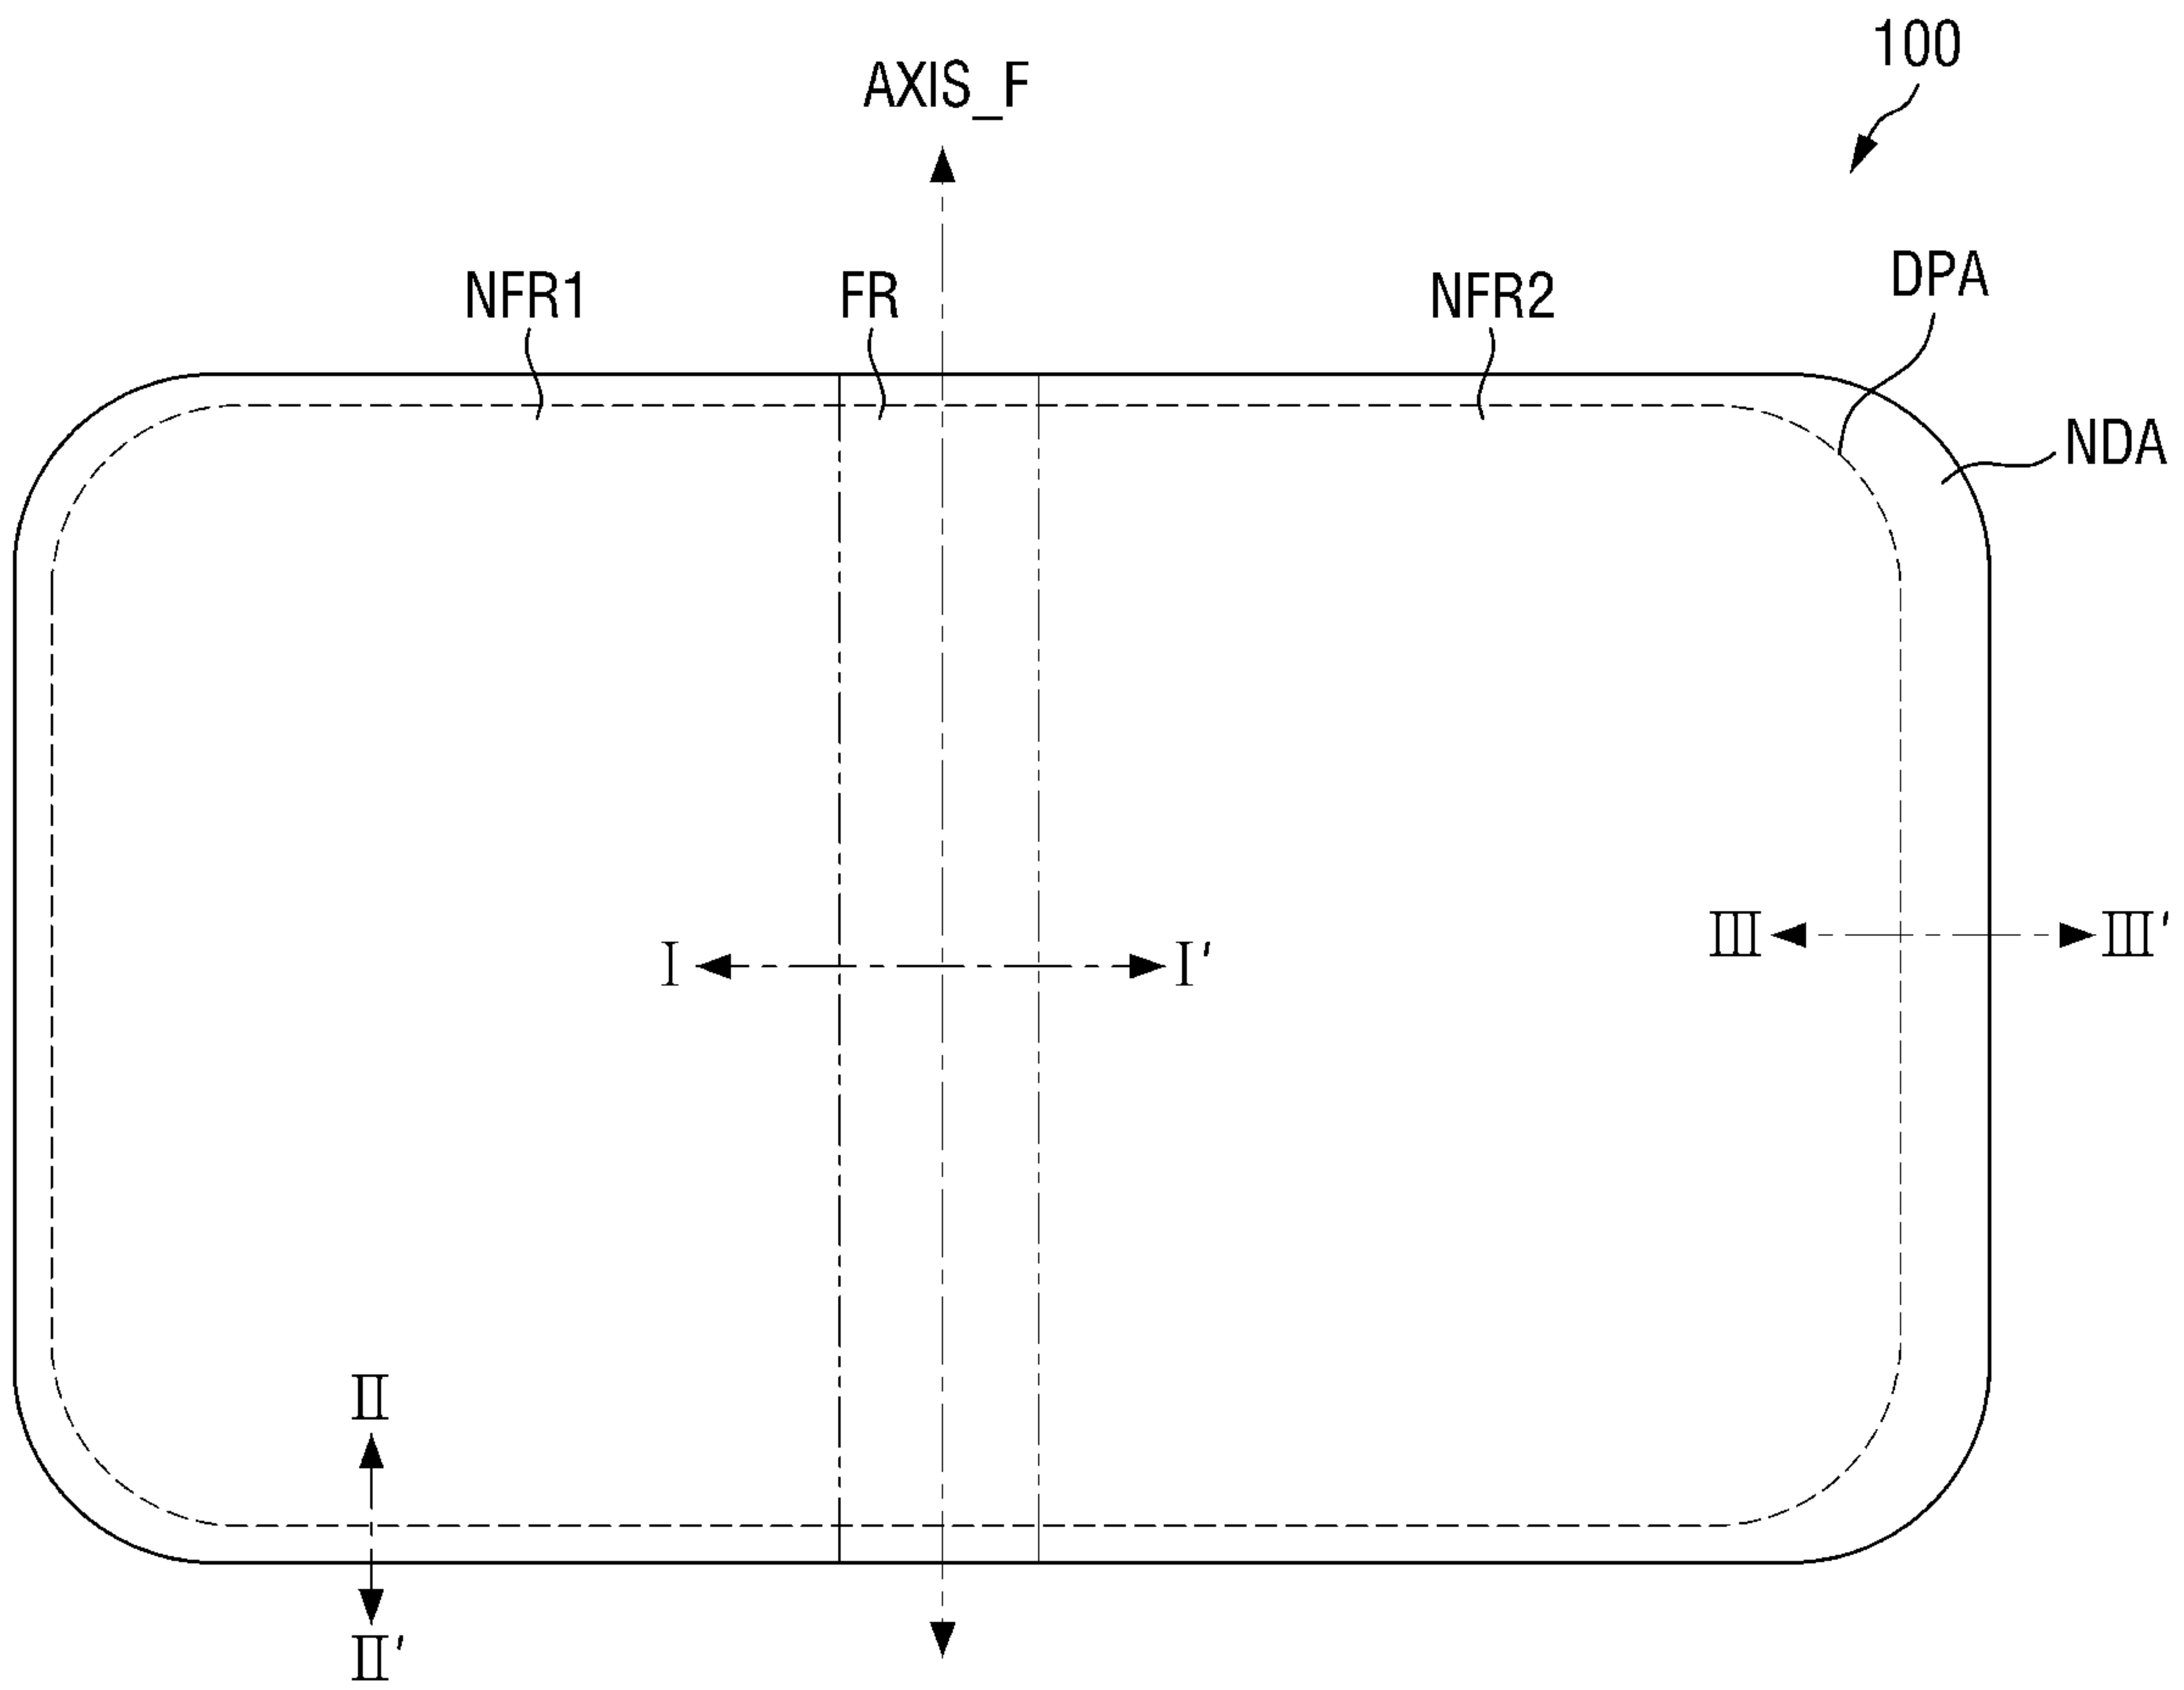 100
AXIS_F
DPA
NFR1 FR NFR2
NDA
Ⅲ Ⅲ'
Ⅰ Ⅰ'
Ⅱ
Ⅱ'